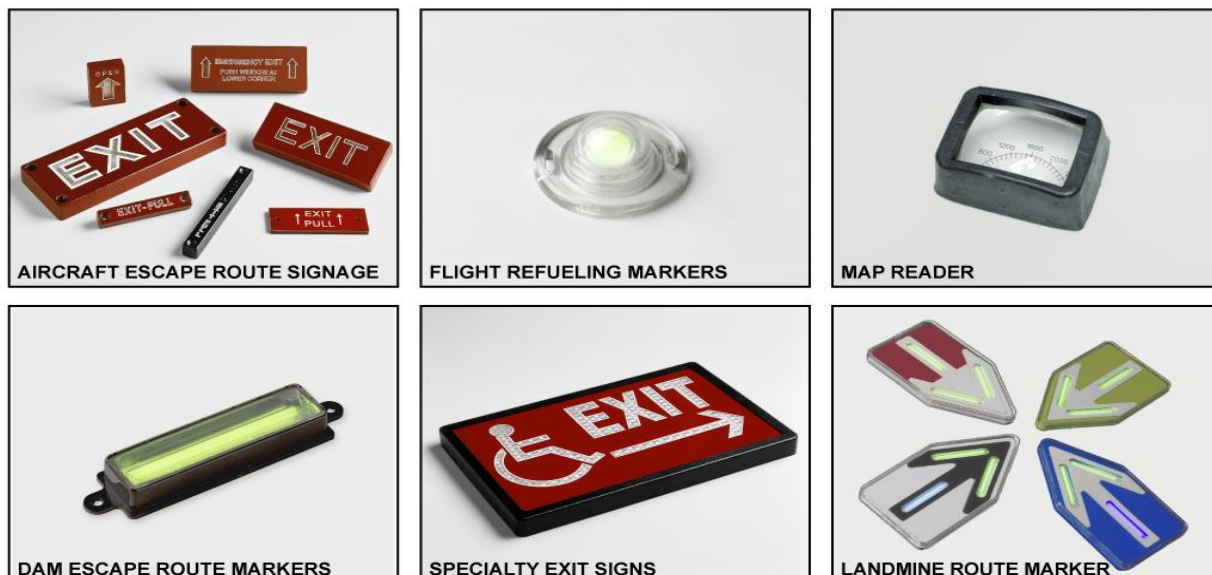 OPEN
EMERGENCY EXIT
PUSH WINDOW AT
LOWER CORNER
EXIT
EXIT
EXIT-PULL
EXIT
PULL
AIRCRAFT ESCAPE ROUTE SIGNAGE
FLIGHT REFUELING MARKERS
800 1200 1600 2000
MAP READER
DAM ESCAPE ROUTE MARKERS
EXIT
SPECIALTY EXIT SIGNS
LANDMINE ROUTE MARKER